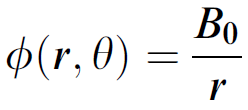 ϕ(r, θ) = B₀/r